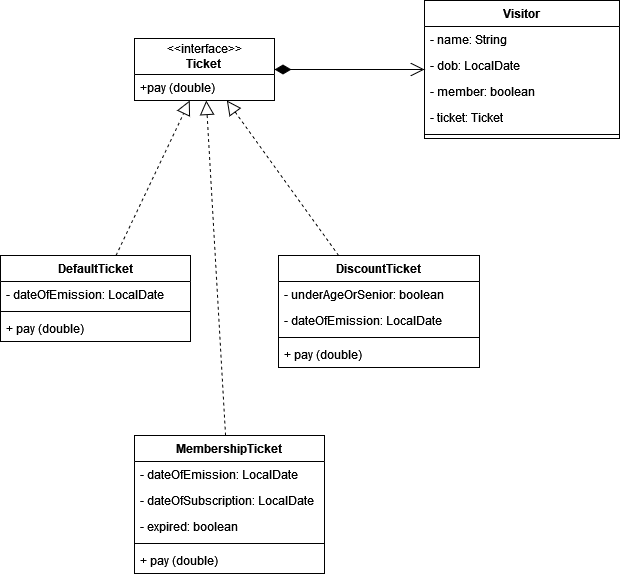 <<interface>>
Ticket
+pay (double)
Visitor
- name: String
- dob: LocalDate
- member: boolean
- ticket: Ticket
DefaultTicket
- dateOfEmission: LocalDate
+ pay (double)
DiscountTicket
- underAgeOrSenior: boolean
- dateOfEmission: LocalDate
+ pay (double)
MembershipTicket
- dateOfEmission: LocalDate
- dateOfSubscription: LocalDate
- expired: boolean
+ pay (double)